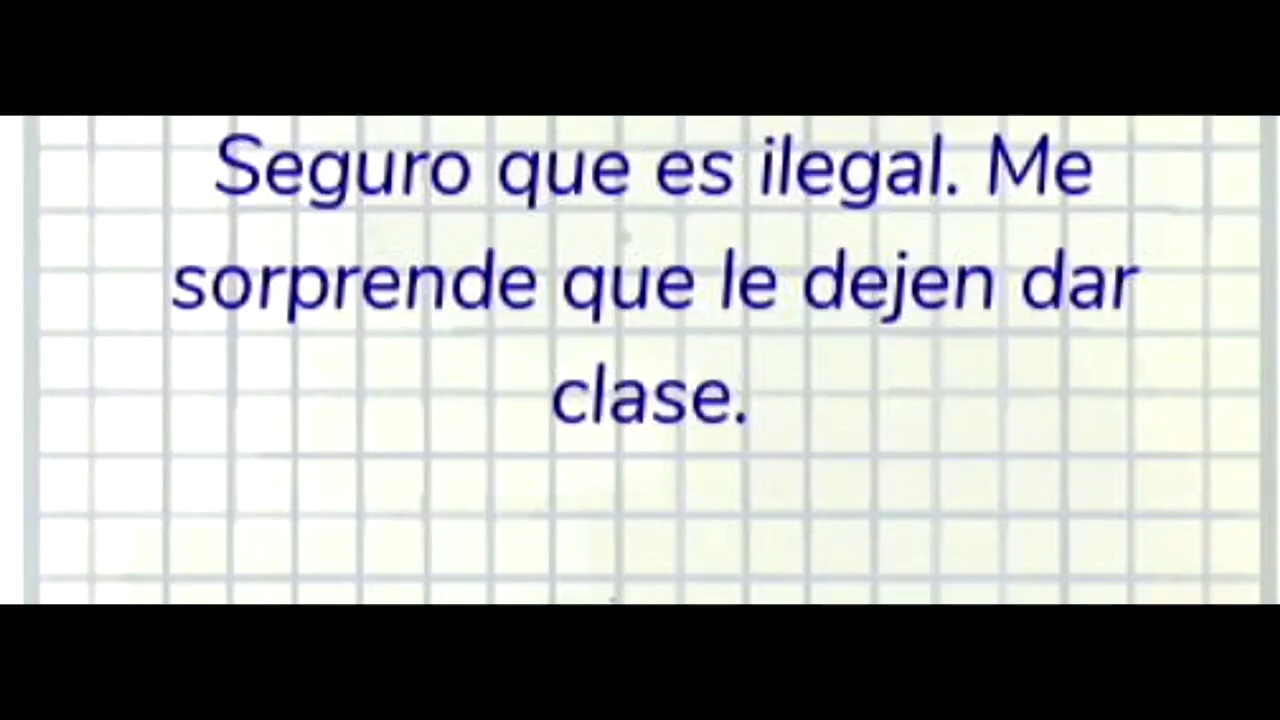 Seguro que es ilegal. Me
sorprende que le dejen dar
clase.